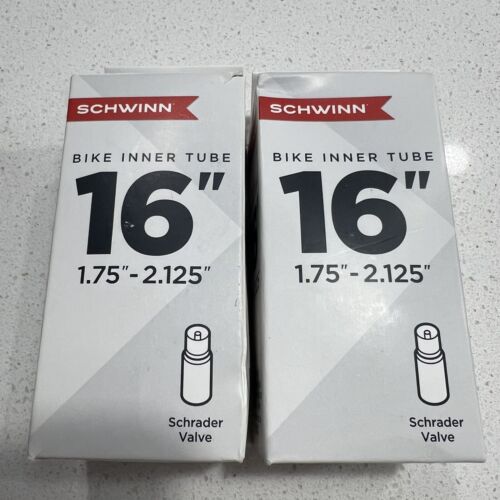 SCHWINN
BIKE INNER TUBE
16"
1.75"-2.125"
Schrader
Valve
SCHWINN
BIKE INNER TUBE
16"
1.75"-2.125"
Schrader
Valve